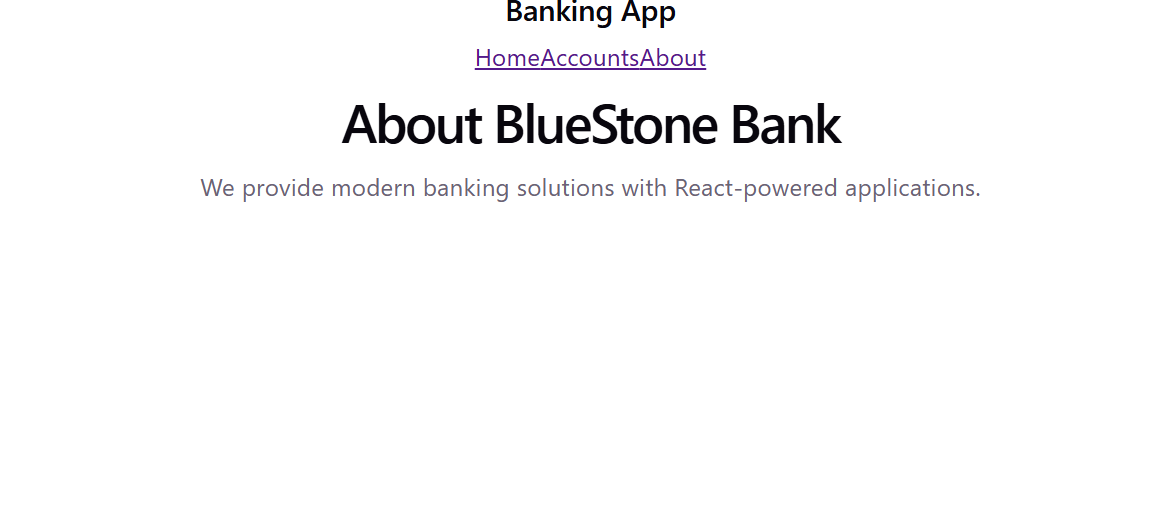 Banking App
HomeAccountsAbout
About BlueStone Bank
We provide modern banking solutions with React-powered applications.